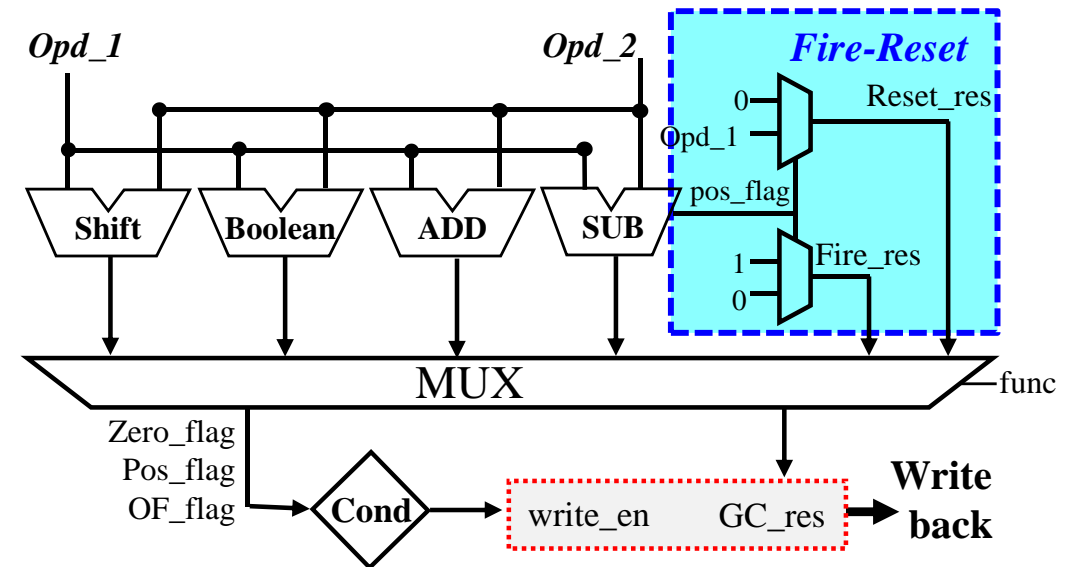 Opd_1
Opd_2
Fire-Reset
0
Reset_res
Opd_1
pos_flag
Shift
Boolean
ADD
SUB
1
Fire_res
0
MUX
func
Zero_flag
Pos_flag
OF_flag
Cond
write_en
GC_res
Write
back